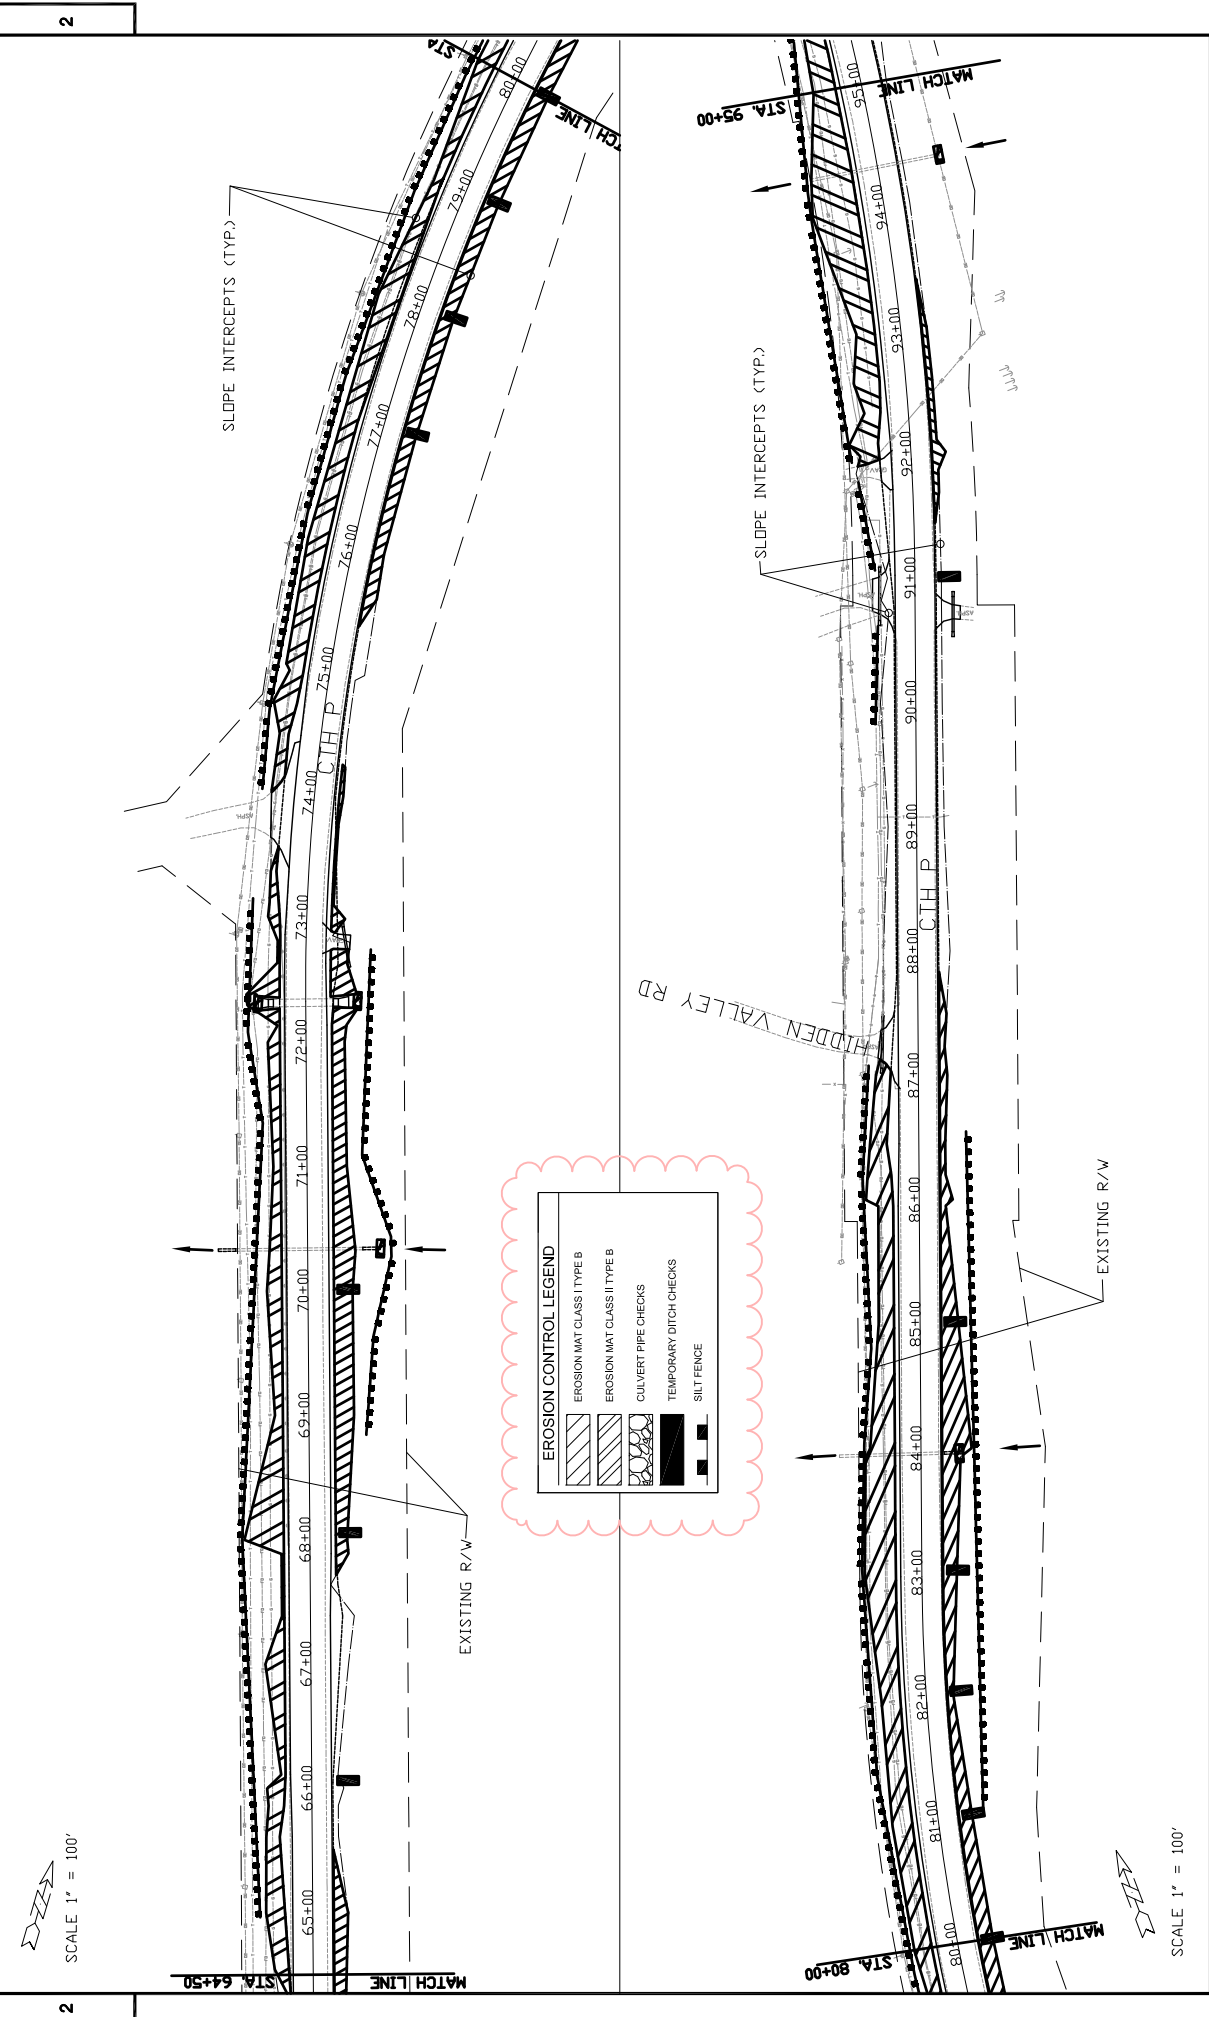 2
SCALE 1" = 100'
MATCH LINE
STA. 64+50
65+00
66+00
67+00
68+00
69+00
70+00
71+00
72+00
73+00
74+00
75+00
76+00
77+00
78+00
79+00
80+00
CTH P
ASPH.
SLOPE INTERCEPTS (TYP.)
EXISTING R/W
STA
TCH LINE
EROSION CONTROL LEGEND
EROSION MAT CLASS I TYPE B
EROSION MAT CLASS II TYPE B
CULVERT PIPE CHECKS
TEMPORARY DITCH CHECKS
SILT FENCE
MATCH LINE
STA. 80+00
80+00
81+00
82+00
83+00
84+00
85+00
86+00
87+00
88+00
89+00
90+00
91+00
92+00
93+00
94+00
95+00
CTH P
HIDDEN VALLEY RD
ASPH.
ASPH.
SLOPE INTERCEPTS (TYP.)
EXISTING R/W
STA. 95+00
MATCH LINE
SCALE 1" = 100'
2